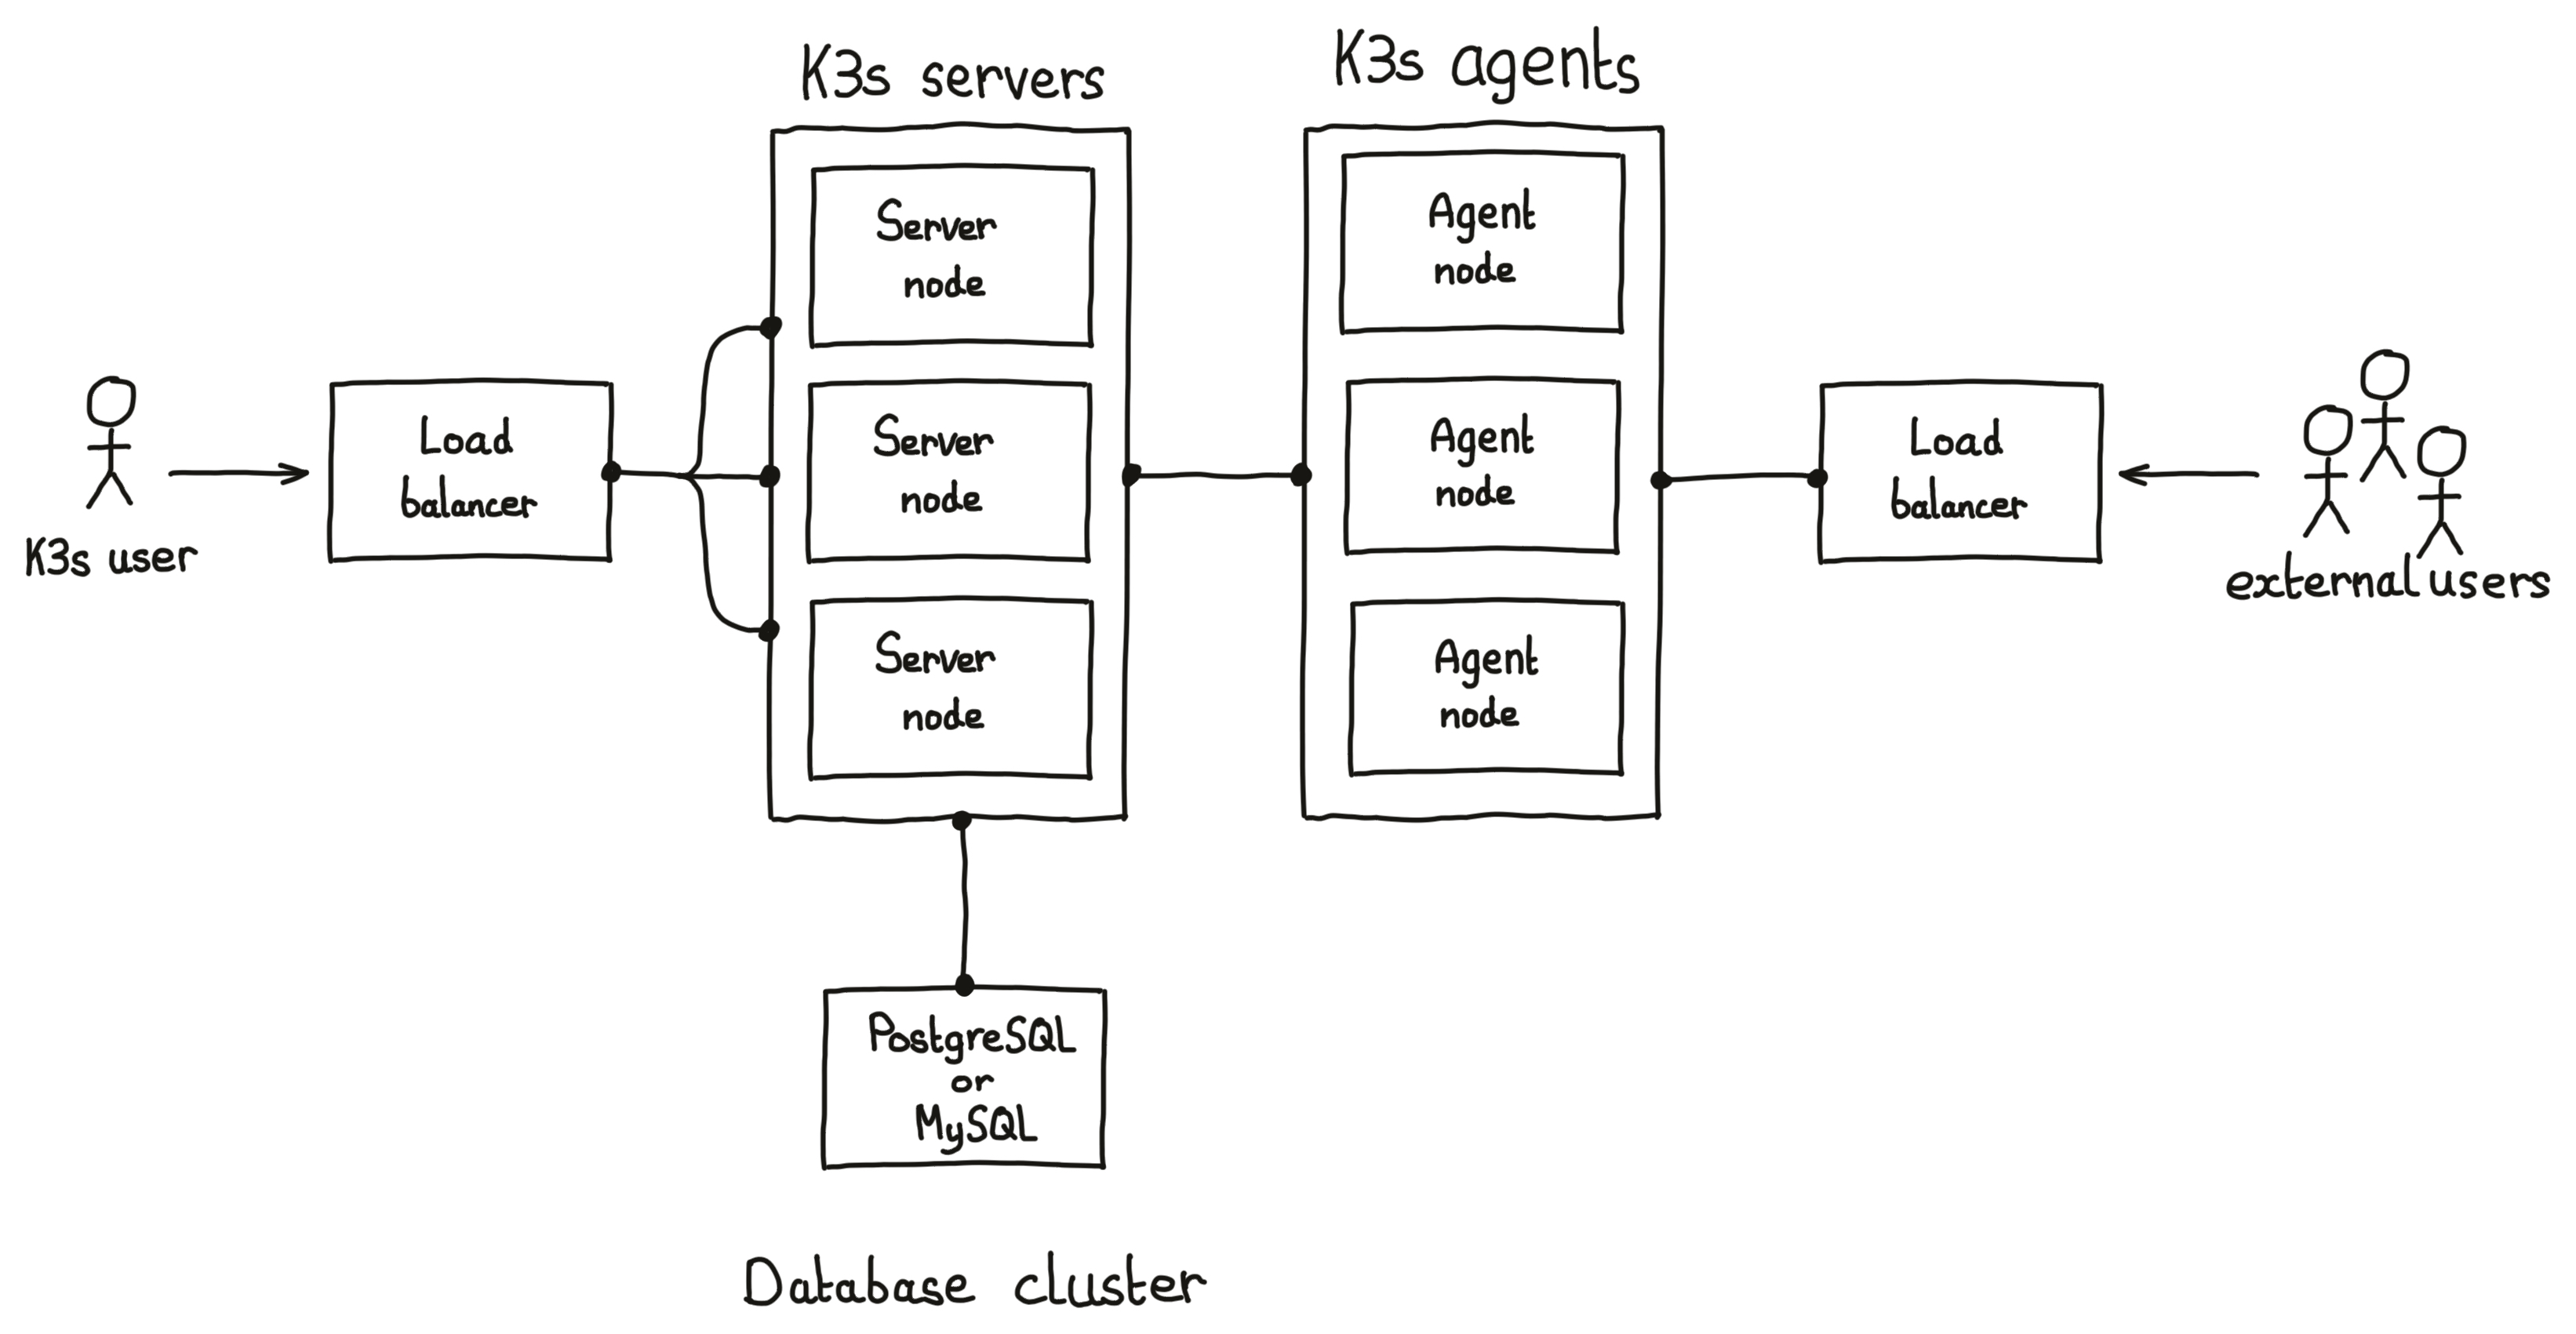 K3s servers
K3s agents
Server
node
Server
node
Server
node
Agent
node
Agent
node
Agent
node
K3s user
Load
balancer
Load
balancer
external users
PostgreSQL
or
MySQL
Database cluster